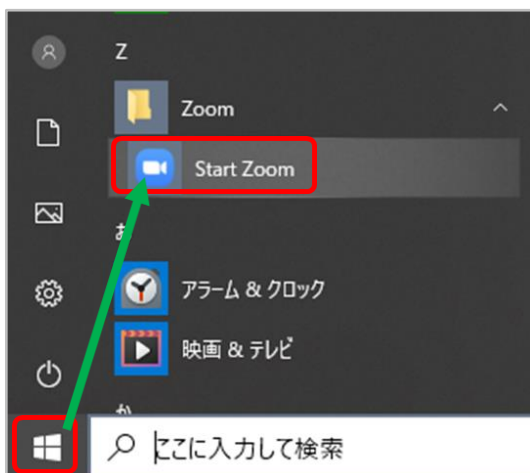 Z
Zoom
Start Zoom
あ
アラーム & クロック
映画 & テレビ
か
ここに入力して検索